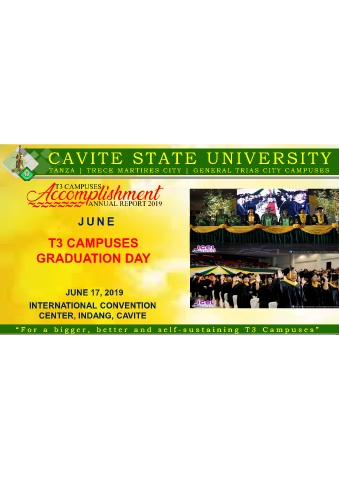 CAVITE STATE UNIVERSITY
TANZA | TRECE MARTIRES CITY | GENERAL TRIAS CITY CAMPUSES
T3 CAMPUSES
Accomplishment
ANNUAL REPORT 2019
JUNE
T3 CAMPUSES
GRADUATION DAY
JUNE 17, 2019
INTERNATIONAL CONVENTION
CENTER, INDANG, CAVITE
"For a bigger, better and self-sustaining T3 Campuses"